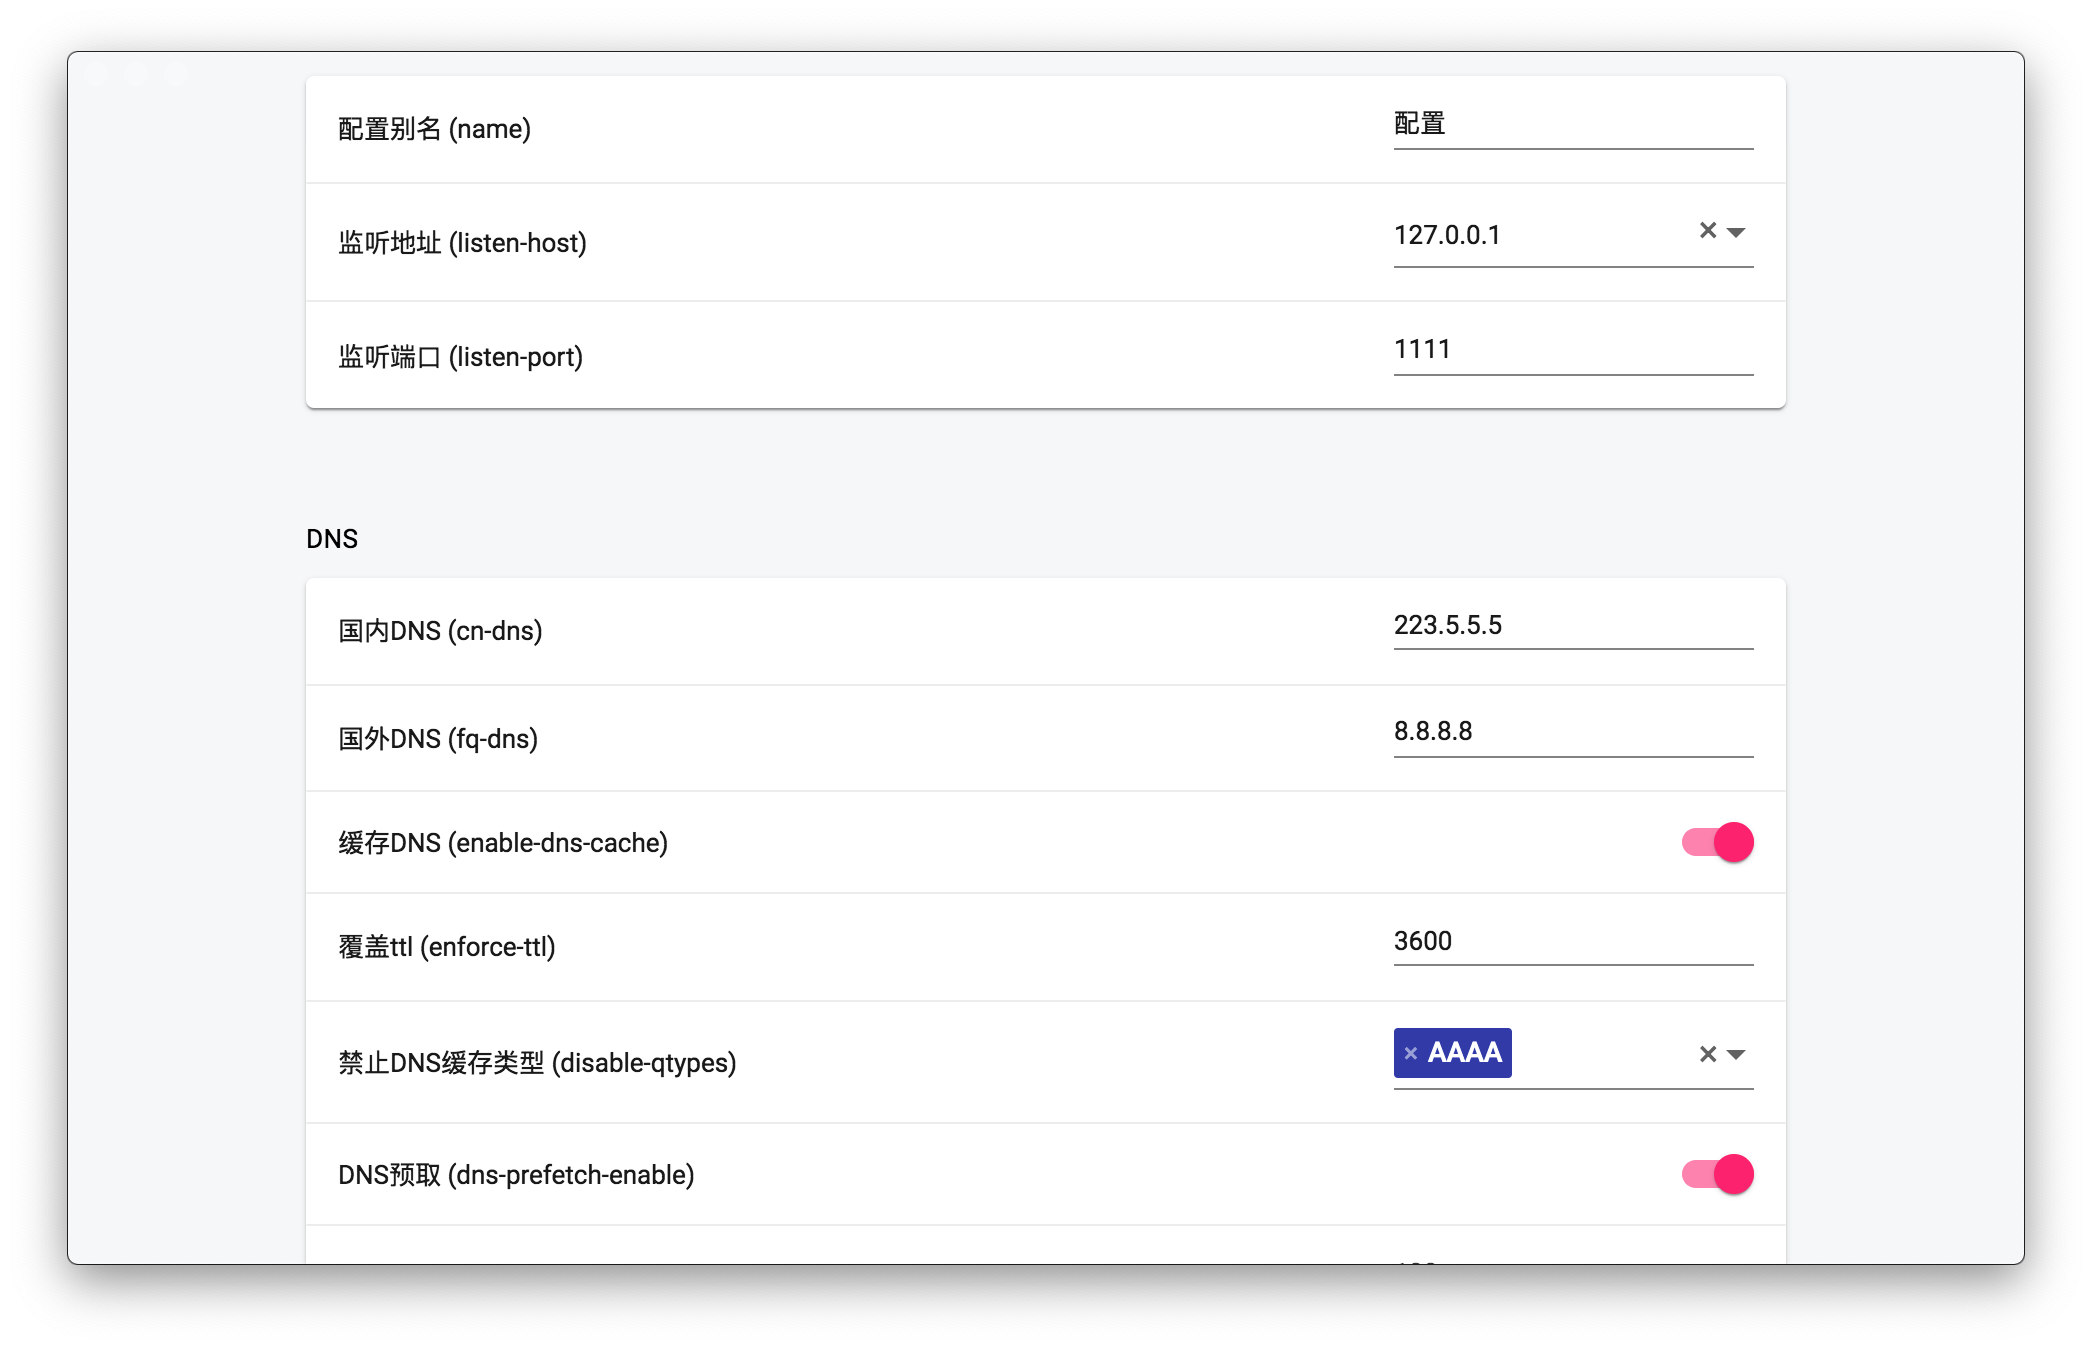 配置别名 (name)
配置
监听地址 (listen-host)
127.0.0.1
监听端口 (listen-port)
1111
DNS
国内DNS (cn-dns)
223.5.5.5
国外DNS (fq-dns)
8.8.8.8
缓存DNS (enable-dns-cache)
覆盖ttl (enforce-ttl)
3600
禁止DNS缓存类型 (disable-qtypes)
× AAAA
DNS预取 (dns-prefetch-enable)